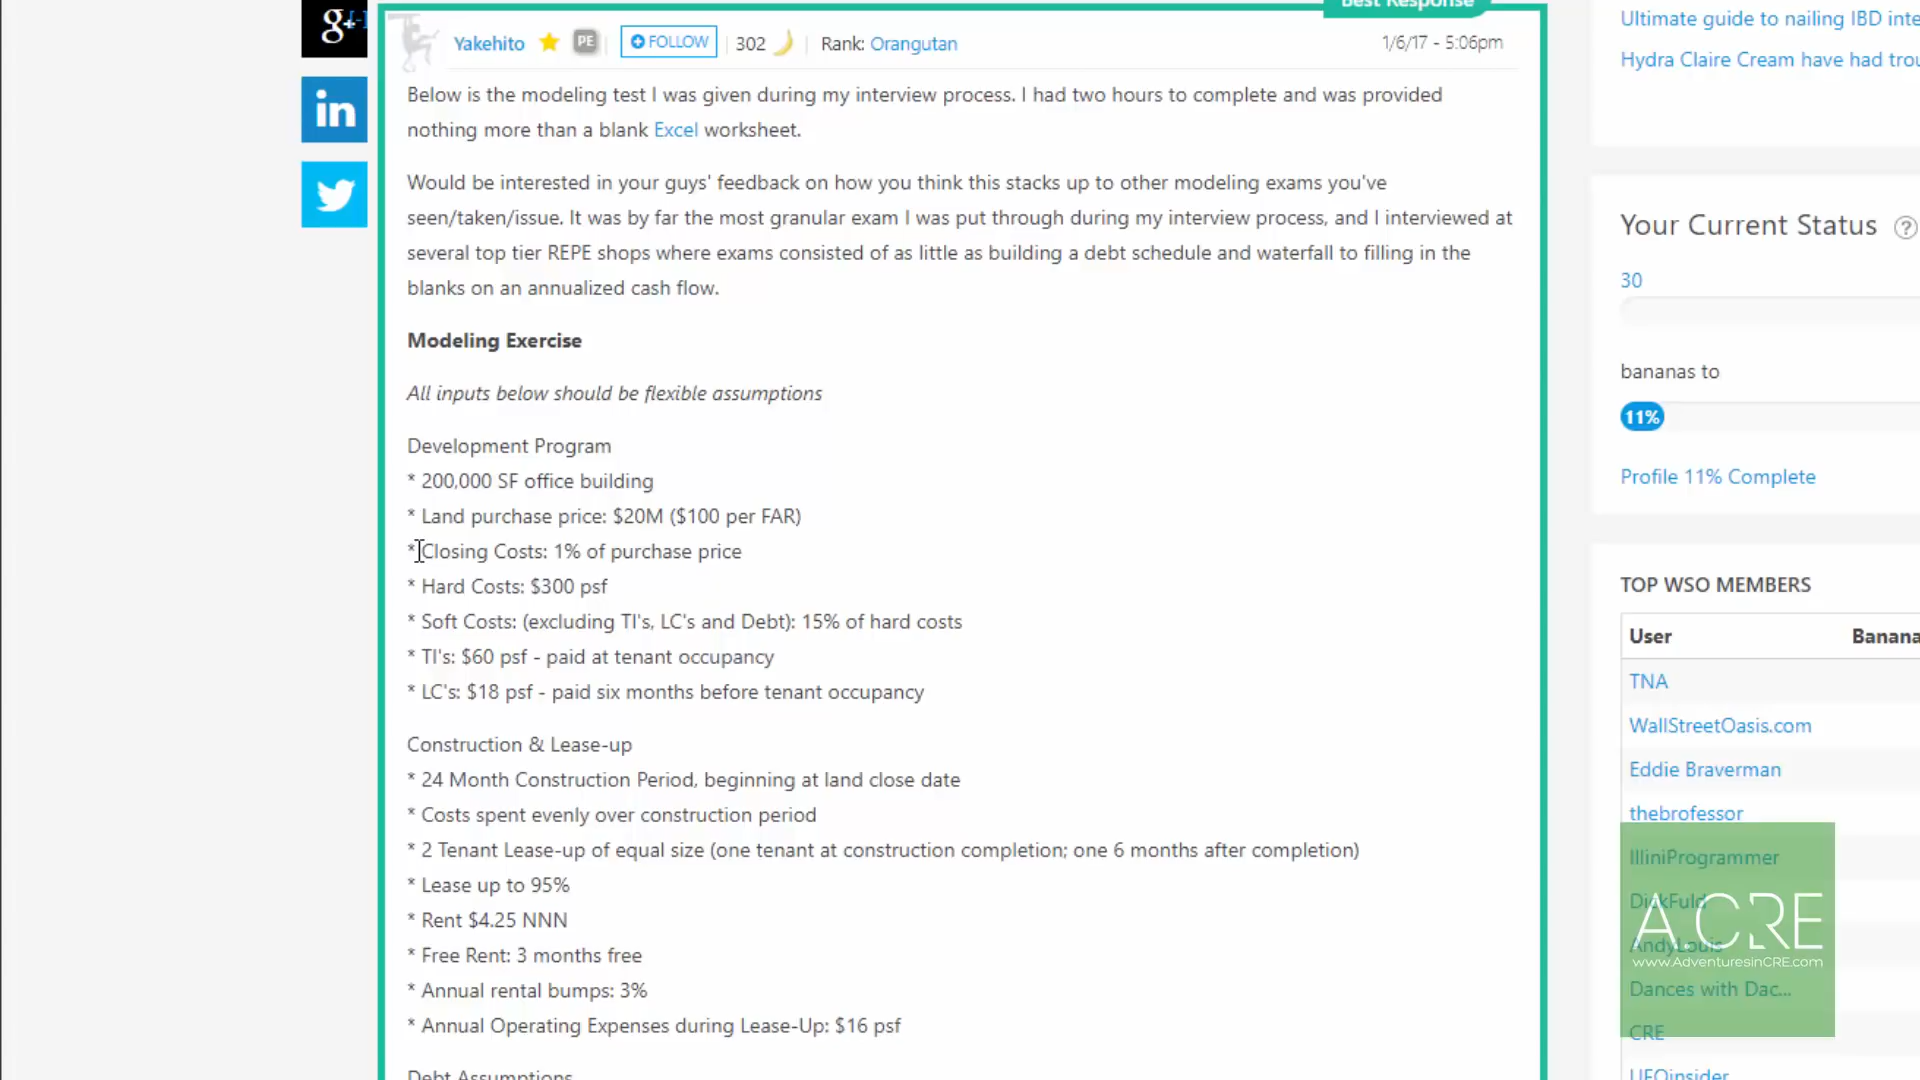 g+
Best Response
Yakehito PE FOLLOW 302 Rank: Orangutan 1/6/17 - 5:06pm
Below is the modeling test I was given during my interview process. I had two hours to complete and was provided
nothing more than a blank Excel worksheet.
Would be interested in your guys' feedback on how you think this stacks up to other modeling exams you've
seen/taken/issue. It was by far the most granular exam I was put through during my interview process, and I interviewed at
several top tier REPE shops where exams consisted of as little as building a debt schedule and waterfall to filling in the
blanks on an annualized cash flow.
Modeling Exercise
All inputs below should be flexible assumptions
Development Program
* 200,000 SF office building
* Land purchase price: $20M ($100 per FAR)
* Closing Costs: 1% of purchase price
* Hard Costs: $300 psf
* Soft Costs: (excluding TI's, LC's and Debt): 15% of hard costs
* TI's: $60 psf - paid at tenant occupancy
* LC's: $18 psf - paid six months before tenant occupancy
Construction & Lease-up
* 24 Month Construction Period, beginning at land close date
* Costs spent evenly over construction period
* 2 Tenant Lease-up of equal size (one tenant at construction completion; one 6 months after completion)
* Lease up to 95%
* Rent $4.25 NNN
* Free Rent: 3 months free
* Annual rental bumps: 3%
* Annual Operating Expenses during Lease-Up: $16 psf
Debt Assumptions
in
Ultimate guide to nailing IBD inte
Hydra Claire Cream have had trou
Your Current Status ?
30
bananas to
11%
Profile 11% Complete
TOP WSO MEMBERS
User Banana
TNA
WallStreetOasis.com
Eddie Braverman
thebrofessor
IlliniProgrammer
DickFuld
AndyLouis
Dances with Dac...
CRE
UFOinsider
A.CRE
www.AdventuresinCRE.com